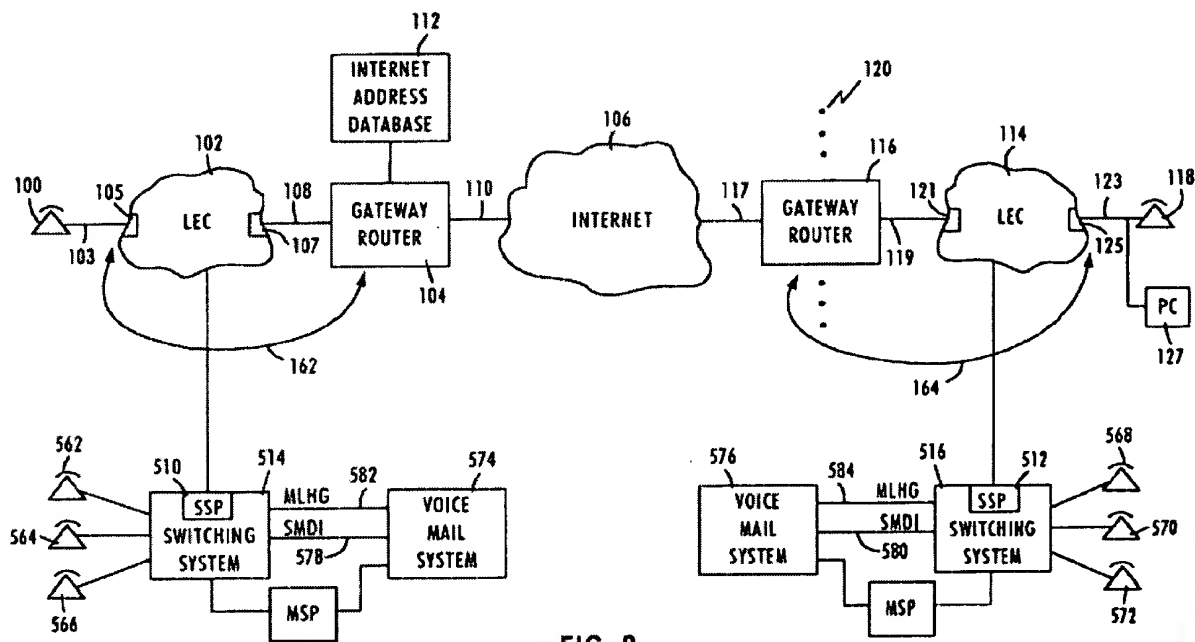 112
INTERNET
ADDRESS
DATABASE
120
106
102
116
114
100
105
108
110
117
121
123
118
LEC
GATEWAY
ROUTER
INTERNET
GATEWAY
ROUTER
LEC
103
107
104
119
125
PC
127
162
164
562
510
514
582
574
576
584
516
512
568
SSP
MLHG
VOICE
MAIL
SYSTEM
VOICE
MAIL
SYSTEM
MLHG
SSP
564
SWITCHING
SYSTEM
SMDI
578
SMDI
580
SWITCHING
SYSTEM
570
566
MSP
MSP
572